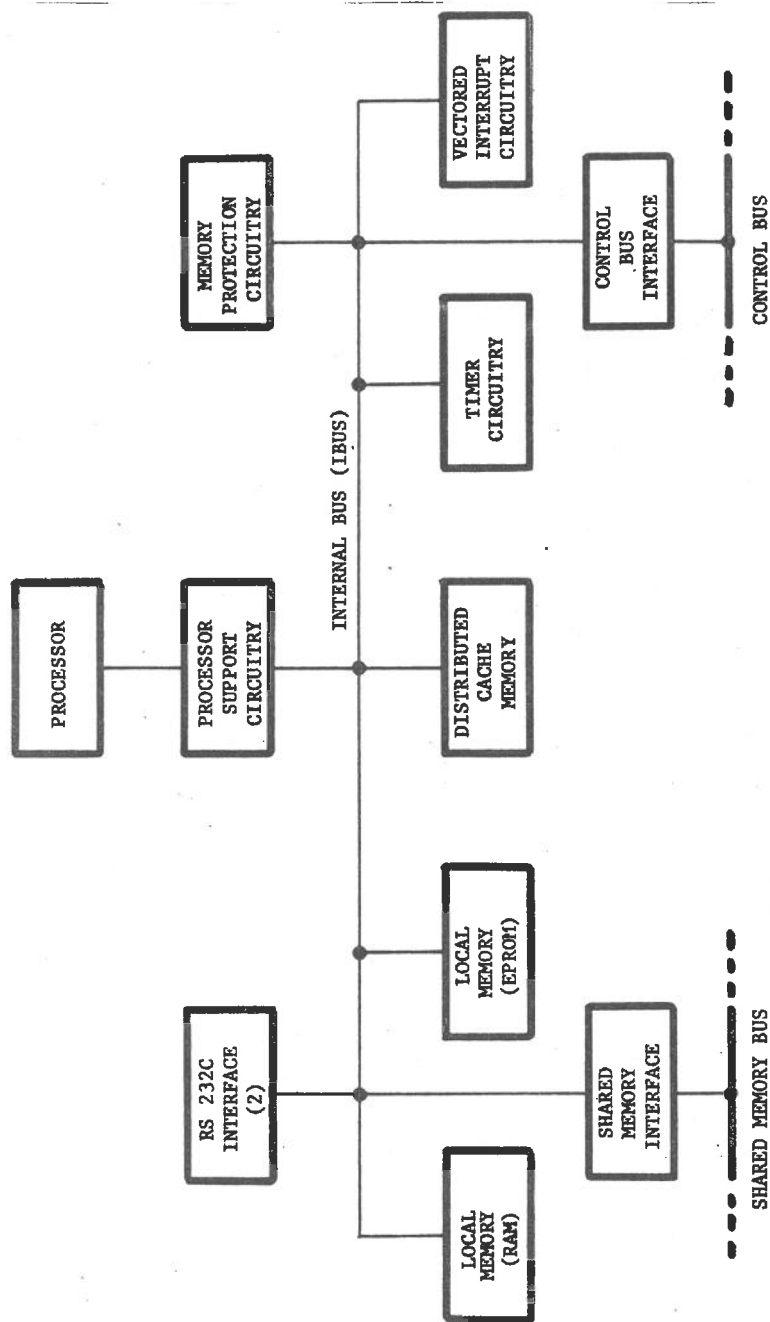 PROCESSOR
RS 232C
INTERFACE
(2)
PROCESSOR
SUPPORT
CIRCUITRY
MEMORY
PROTECTION
CIRCUITRY
INTERNAL BUS (IBUS)
LOCAL
MEMORY
(RAM)
LOCAL
MEMORY
(EPROM)
DISTRIBUTED
CACHE
MEMORY
TIMER
CIRCUITRY
VECTORED
INTERRUPT
CIRCUITRY
SHARED
MEMORY
INTERFACE
CONTROL
BUS
INTERFACE
SHARED MEMORY BUS
CONTROL BUS